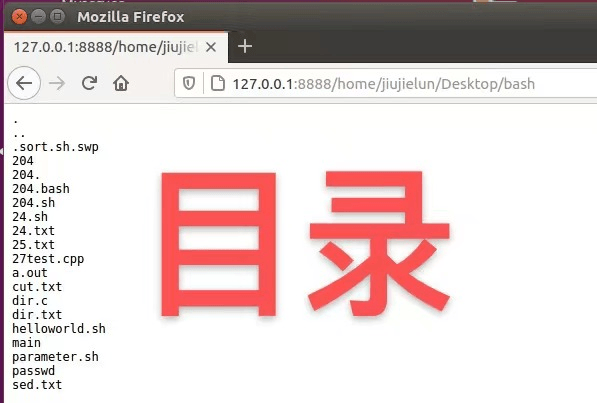 Mozilla Firefox
127.0.0.1:8888/home/jiujiel
127.0.0.1:8888/home/jiujielun/Desktop/bash
.
..
.sort.sh.swp
204
204.
204.bash
204.sh
24.sh
24.txt
25.txt
27test.cpp
a.out
cut.txt
dir.c
dir.txt
helloworld.sh
main
parameter.sh
passwd
sed.txt
目录